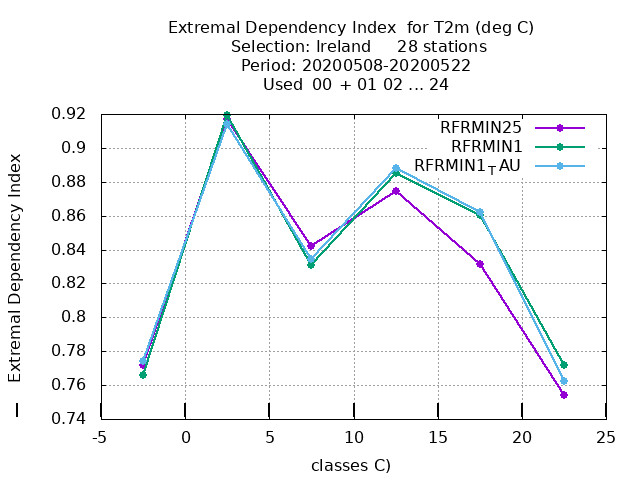 Extremal Dependency Index  for T2m (deg C)
Selection: Ireland     28 stations
Period: 20200508-20200522
Used  00  + 01 02 ... 24
Extremal Dependency Index
0.92
0.9
0.88
0.86
0.84
0.82
0.8
0.78
0.76
0.74
RFRMIN25
RFRMIN1
RFRMIN1TAU
-5
0
5
10
15
20
25
classes C)